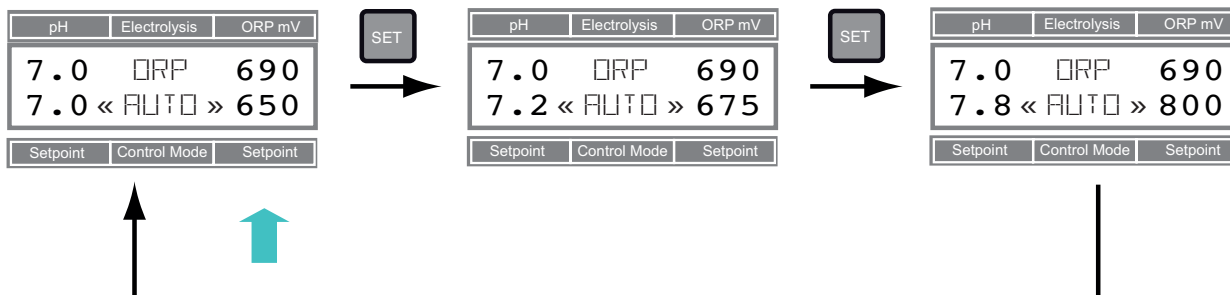 pH Electrolysis ORP mV
7.0 ORP 690
7.0 « AUTO » 650
Setpoint Control Mode Setpoint
SET
pH Electrolysis ORP mV
7.0 ORP 690
7.2 « AUTO » 675
Setpoint Control Mode Setpoint
SET
pH Electrolysis ORP mV
7.0 ORP 690
7.8 « AUTO » 800
Setpoint Control Mode Setpoint